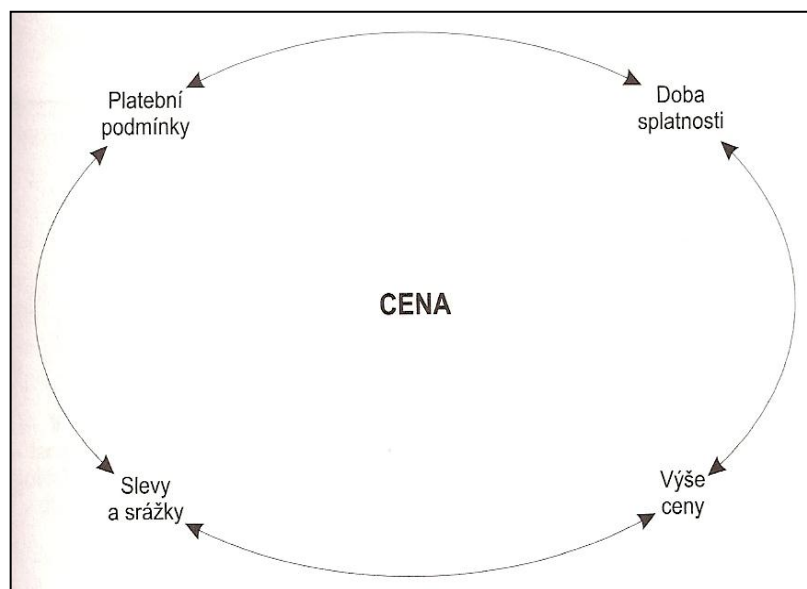 Platební
podmínky
Doba
splatnosti
CENA
Slevy
a srážky
Výše
ceny